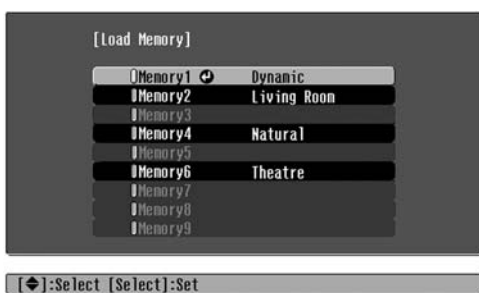 [Load Memory]
Memory1 Dynamic
Memory2 Living Room
Memory3
Memory4 Natural
Memory5
Memory6 Theatre
Memory7
Memory8
Memory9
[◆]:Select [Select]:Set